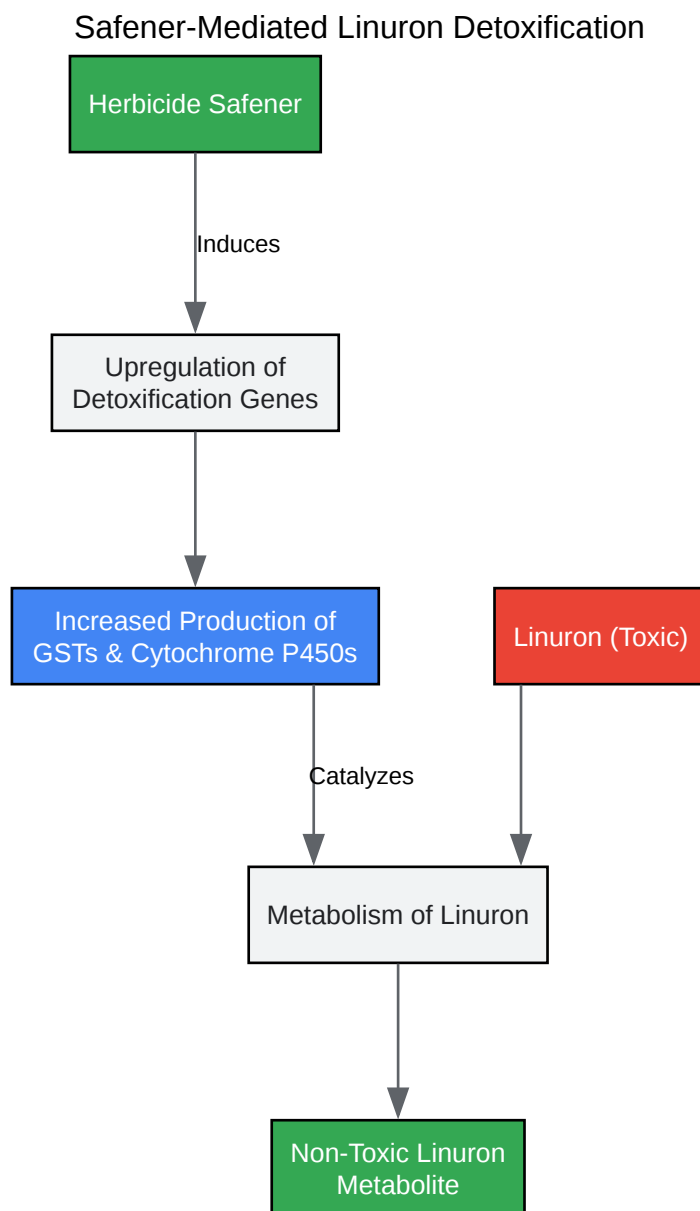 Safener-Mediated Linuron Detoxification
Herbicide Safener
Induces
Upregulation of
Detoxification Genes
Increased Production of
GSTs & Cytochrome P450s
Linuron (Toxic)
Catalyzes
Metabolism of Linuron
Non-Toxic Linuron
Metabolite